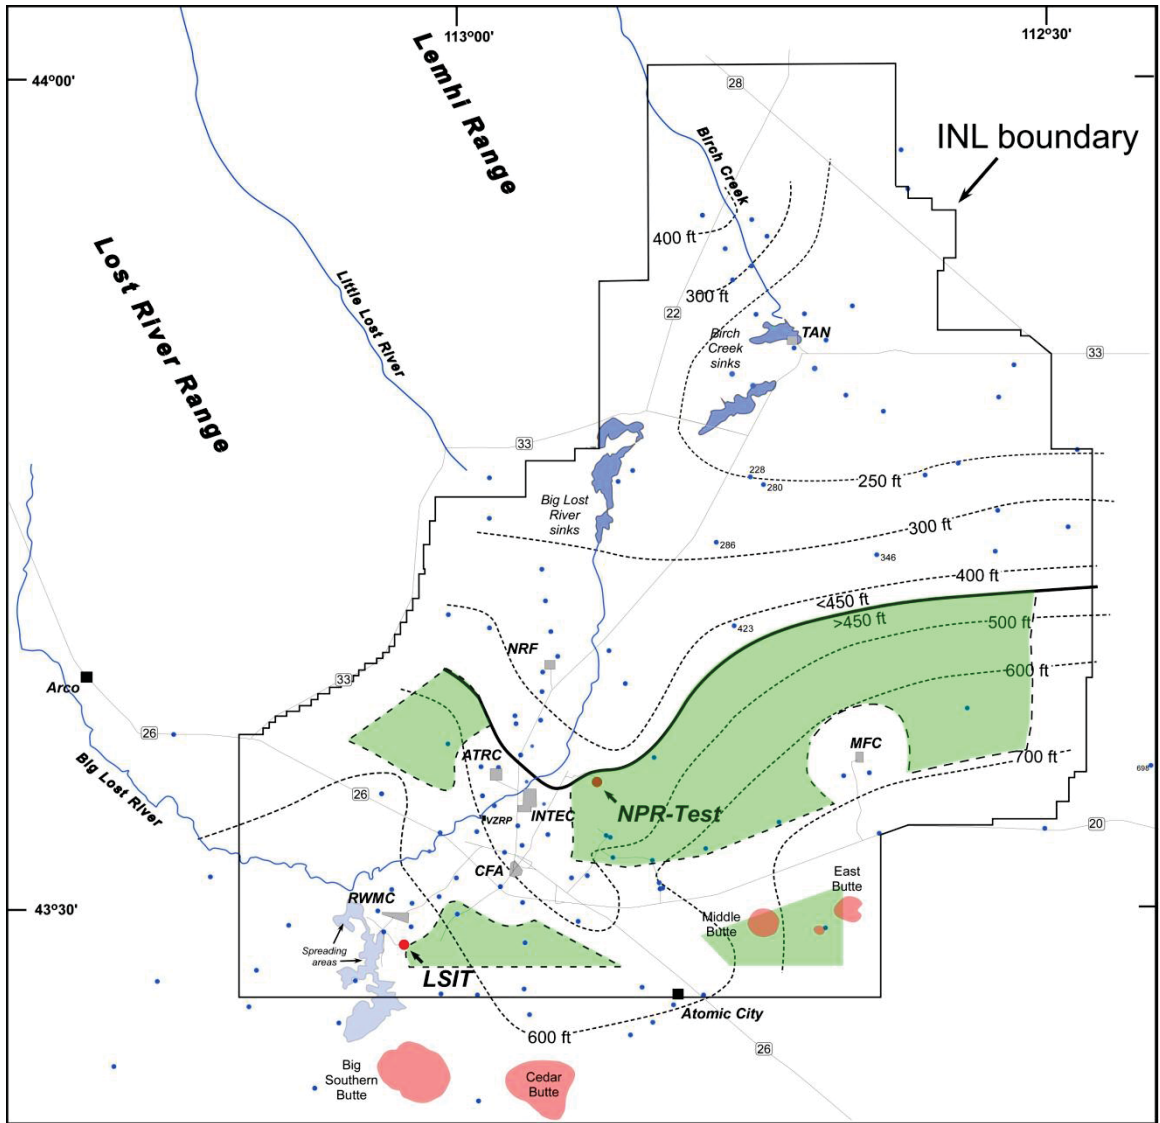 113°00'
112°30'
44°00'
Lemhi Range
28
INL boundary
Birch Creek
Lost River Range
400 ft
Little Lost River
300 ft
22
Birch
Creek
sinks
TAN
33
33
Big Lost
River
sinks
228
280
250 ft
286
300 ft
346
400 ft
<450 ft
>450 ft
423
500 ft
NRF
600 ft
Arco
33
26
Big Lost River
ATRC
MFC
700 ft
698
26
INTEC
VZRP
NPR-Test
20
CFA
RWMC
East
Butte
43°30'
Middle
Butte
Spreading
areas
LSIT
Atomic City
600 ft
26
Big
Southern
Butte
Cedar
Butte